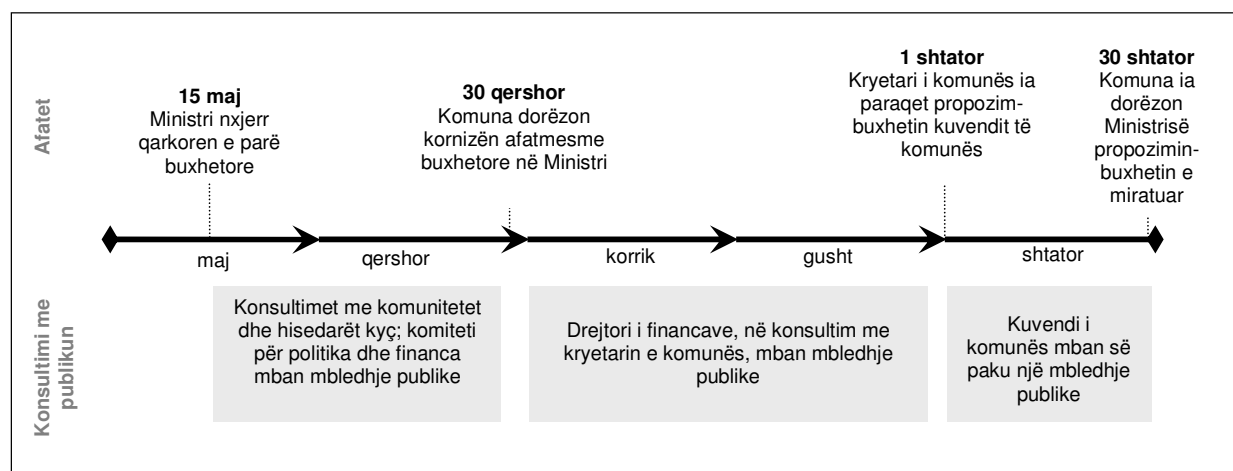 Afatet
15 maj
Ministri nxjerr
qarkoren e parë
buxhetore
30 qershor
Komuna dorëzon
kornizën afatmesme
buxhetore në Ministri
1 shtator
Kryetari i komunës ia
paraqet propozim-
buxhetin kuvendit të
komunës
30 shtator
Komuna ia
dorëzon
Ministrisë
propozimin-
buxhetin e
miratuar
maj
qershor
korrik
gusht
shtator
Konsultimi me
publikun
Konsultimet me komunitetet
dhe hisedarët kyç; komiteti
për politika dhe financa
mban mbledhje publike
Drejtori i financave, në konsultim me
kryetarin e komunës, mban mbledhje
publike
Kuvendi i
komunës mban së
paku një mbledhje
publike